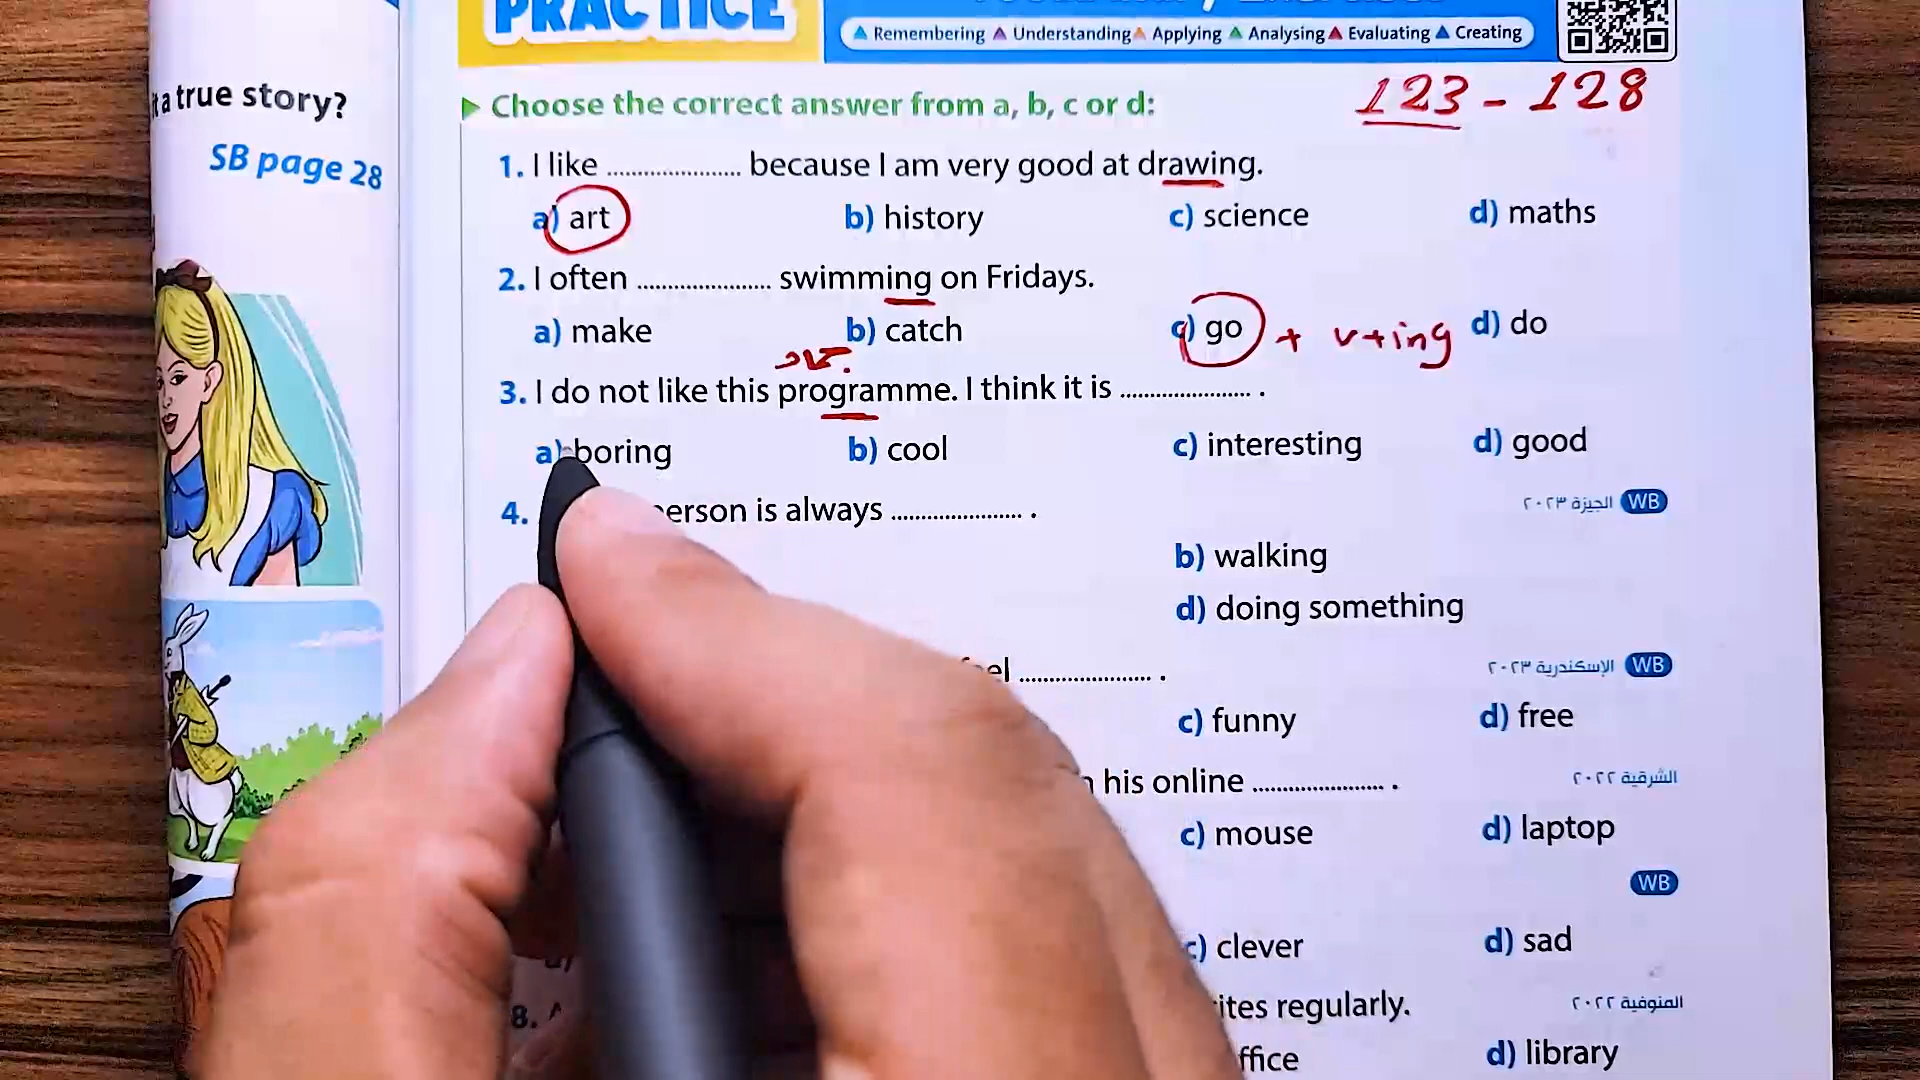 it a true story?
SB page 28
PRACTICE
Remembering Understanding Applying Analysing Evaluating Creating
Choose the correct answer from a, b, c or d:
123 - 128
1. I like ........................ because I am very good at drawing.
a) art b) history c) science d) maths
2. I often ........................ swimming on Fridays.
a) make b) catch c) go + v+ing d) do
3. I do not like this programme. I think it is ........................ .
a) boring b) cool c) interesting d) good
4. person is always ........................ .
الجيزة ٢٠٢٣ WB
b) walking
d) doing something
feel ........................ .
الإسكندرية ٢٠٢٣ WB
c) funny d) free
his online ........................ .
الشرقية ٢٠٢٢
c) mouse d) laptop
WB
c) clever d) sad
8. ites regularly.
المنوفية ٢٠٢٢
ffice d) library